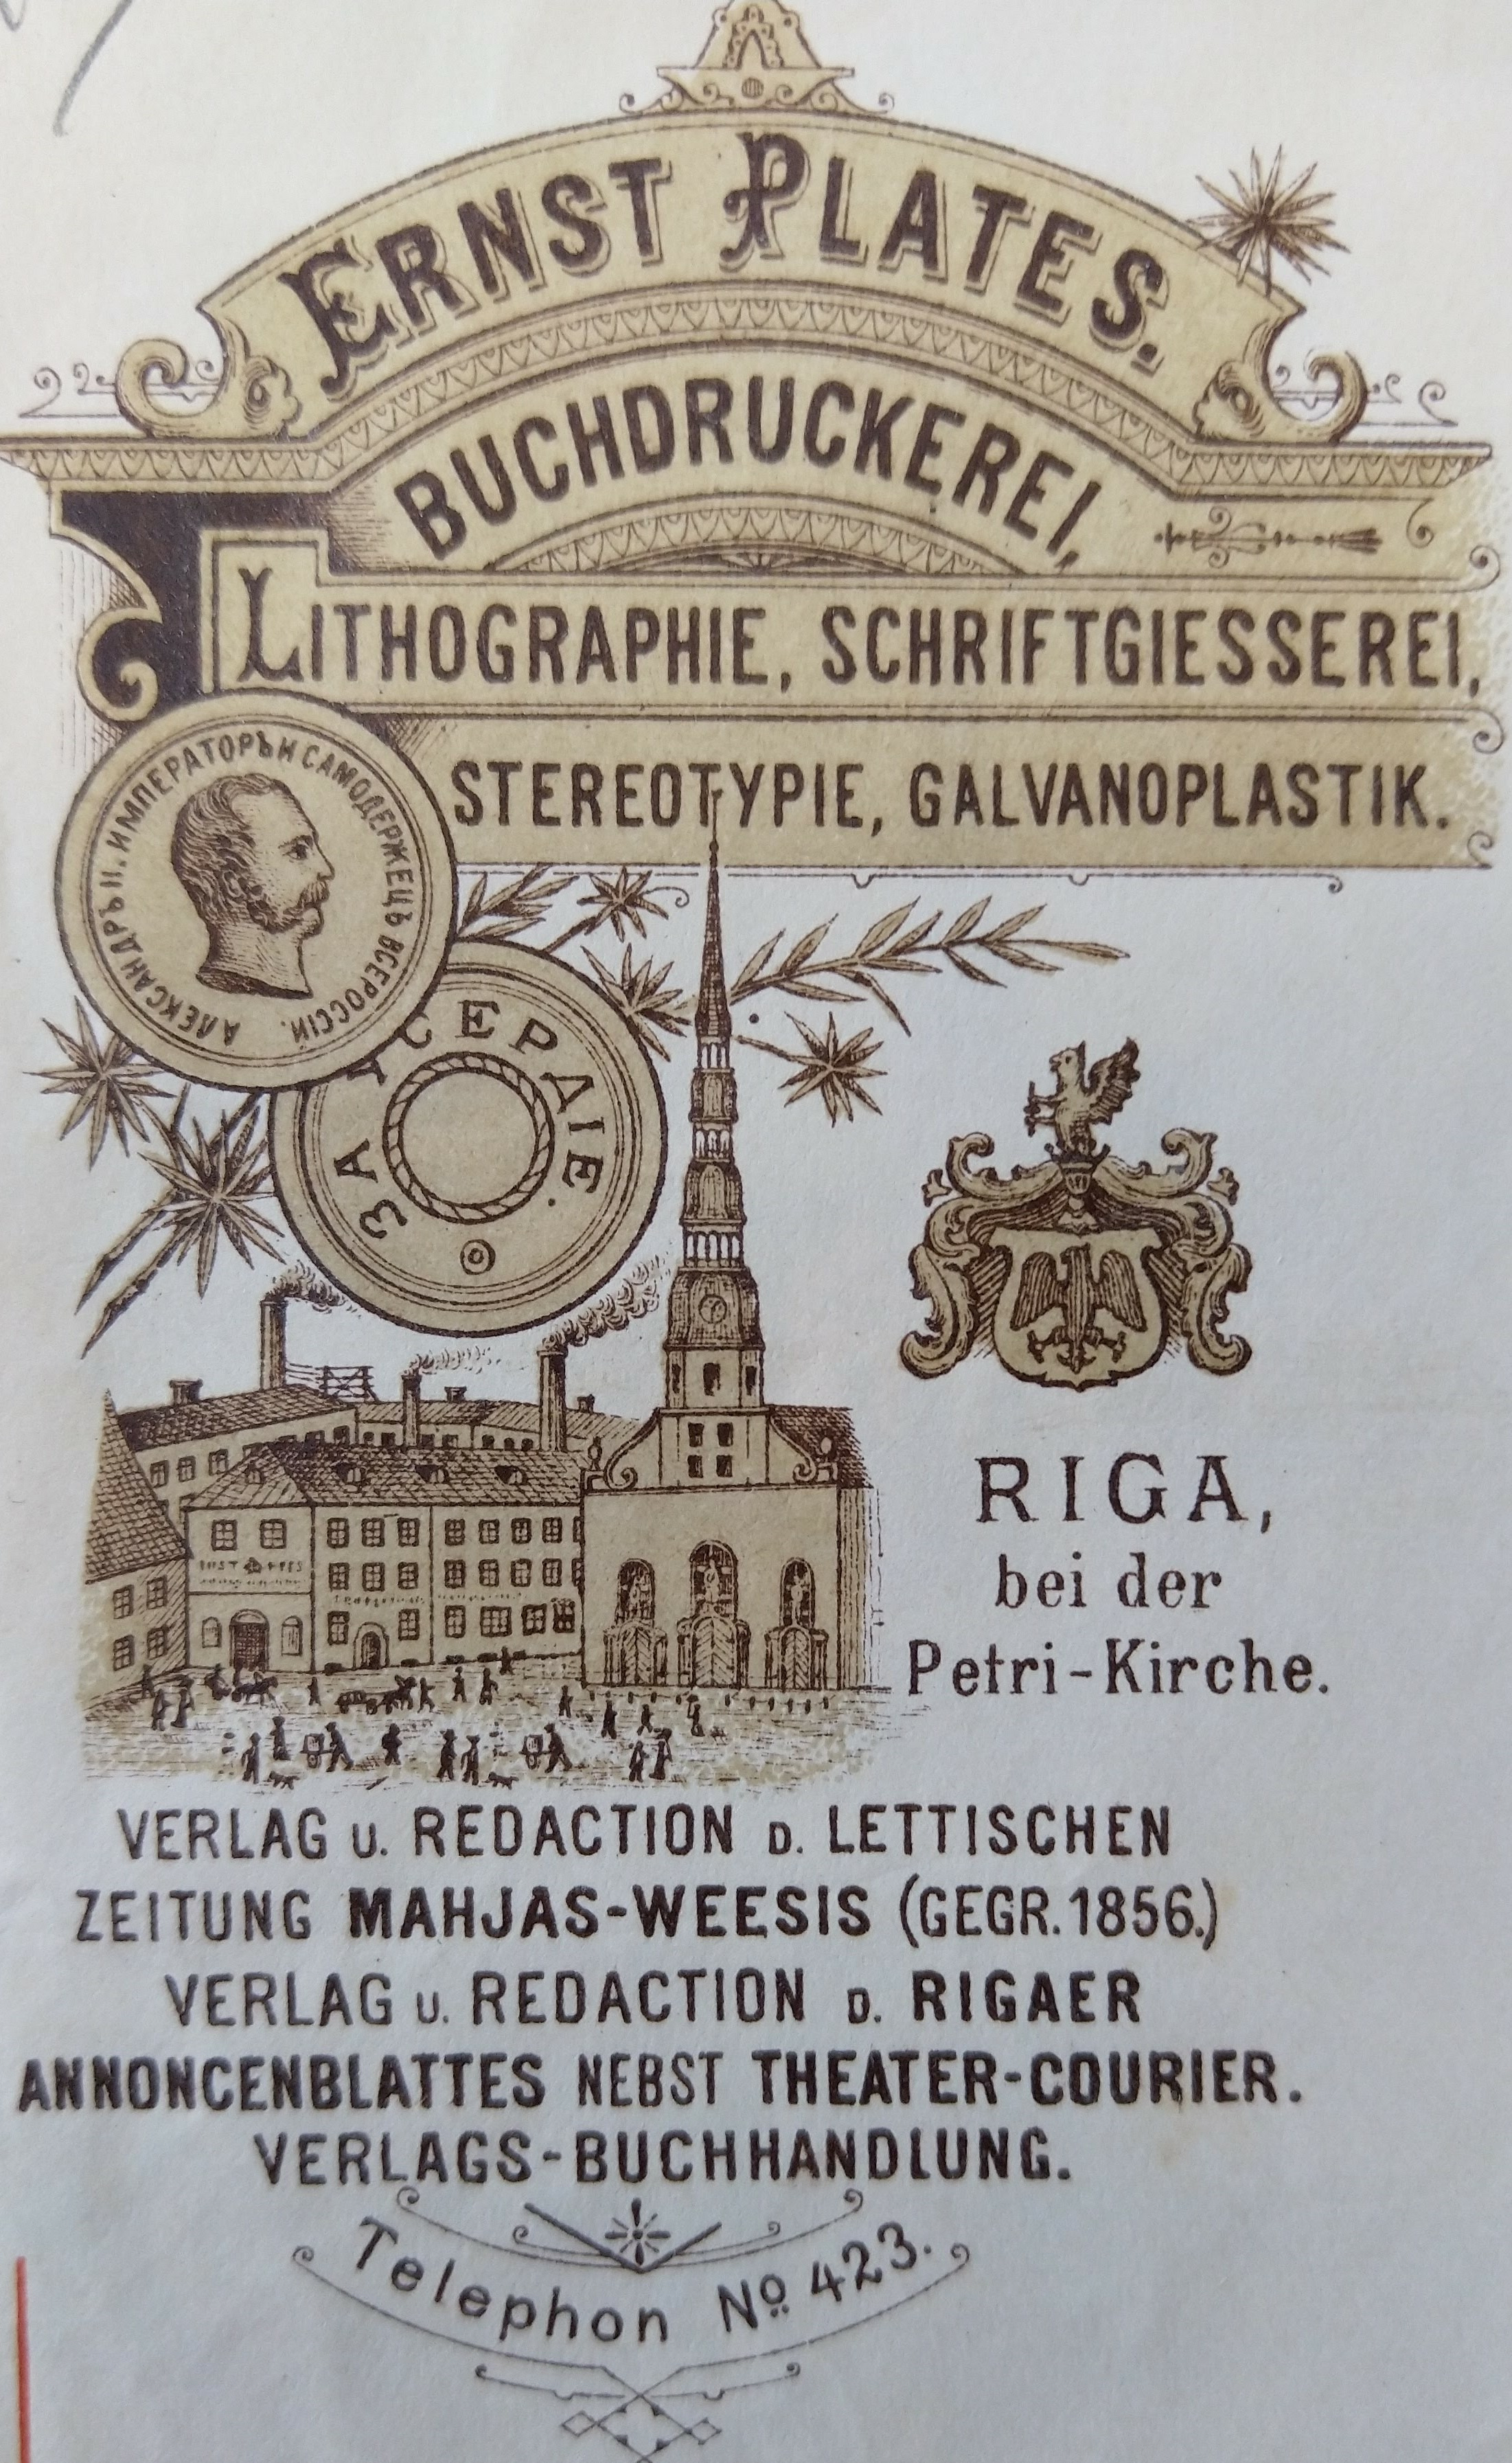 ERNST PLATES.
BUCHDRUCKEREI,
LITHOGRAPHIE, SCHRIFTGIESSEREI,
STEREOTYPIE, GALVANOPLASTIK.
АЛЕКСАНДРЪ II. ИМПЕРАТОРЪ И САМОДЕРЖЕЦЪ ВСЕРОССІЙ.
ЗА УСЕРДІЕ.
RIGA,
bei der
Petri-Kirche.
VERLAG U. REDACTION D. LETTISCHEN
ZEITUNG MAHJAS-WEESIS (GEGR. 1856.)
VERLAG U. REDACTION D. RIGAER
ANNONCENBLATTES NEBST THEATER-COURIER.
VERLAGS-BUCHHANDLUNG.
Telephon No. 423.